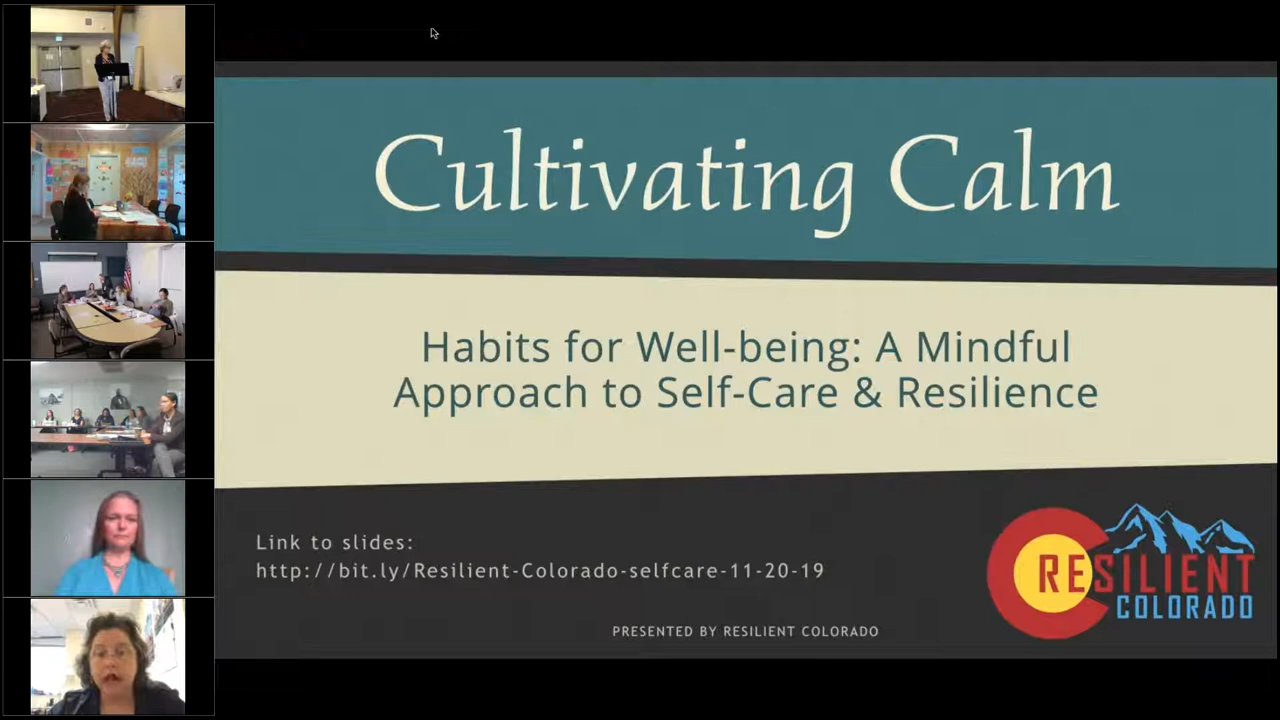 Cultivating Calm
Habits for Well-being: A Mindful
Approach to Self-Care & Resilience
Link to slides:
http://bit.ly/Resilient-Colorado-selfcare-11-20-19
PRESENTED BY RESILIENT COLORADO
RESILIENT
COLORADO